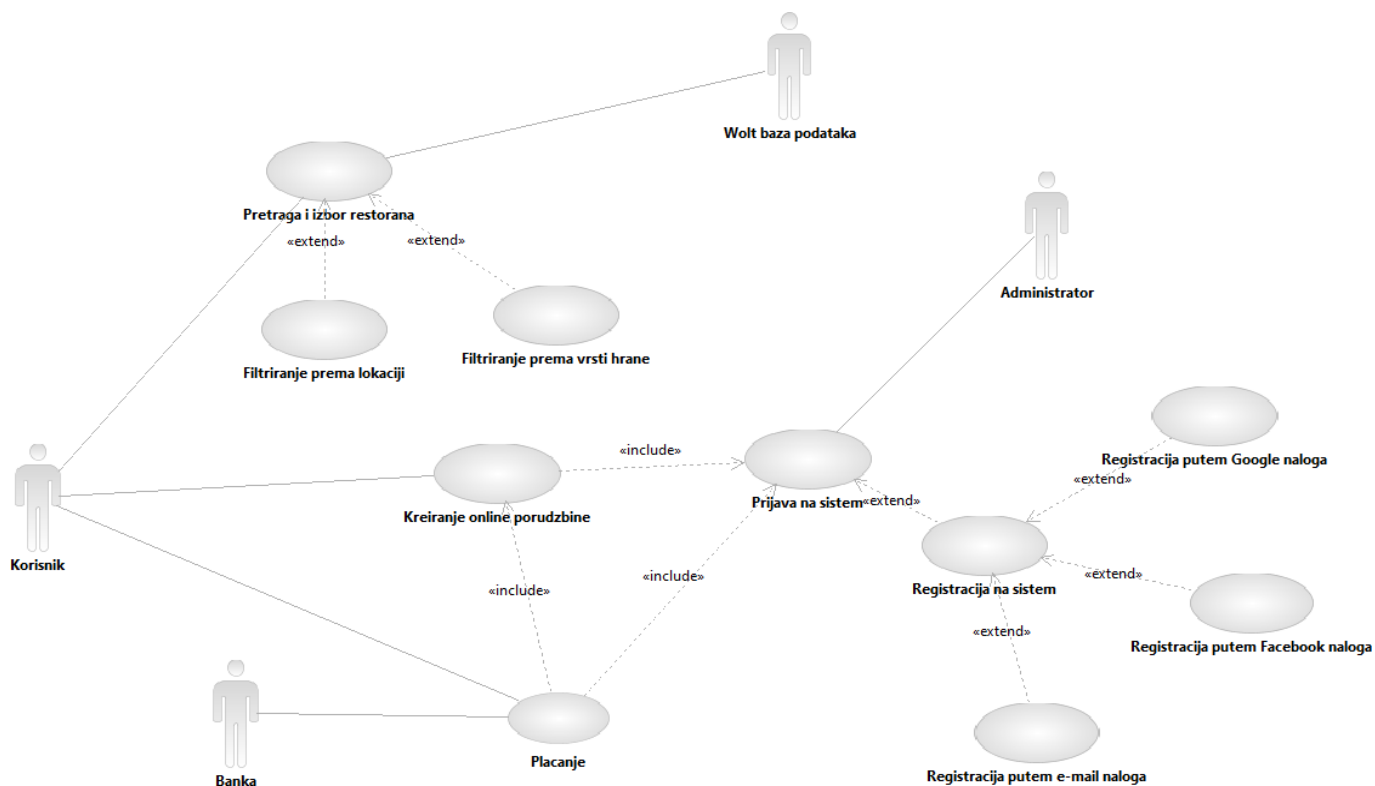 Wolt baza podataka
Pretraga i izbor restorana
«extend»
«extend»
Administrator
Filtriranje prema vrsti hrane
Filtriranje prema lokaciji
«include»
Registracija putem Google naloga
«extend»
Prijava na sistem
«extend»
Kreiranje online porudzbine
Korisnik
«extend»
«include»
«include»
Registracija na sistem
«extend»
Registracija putem Facebook naloga
Placanje
Banka
Registracija putem e-mail naloga